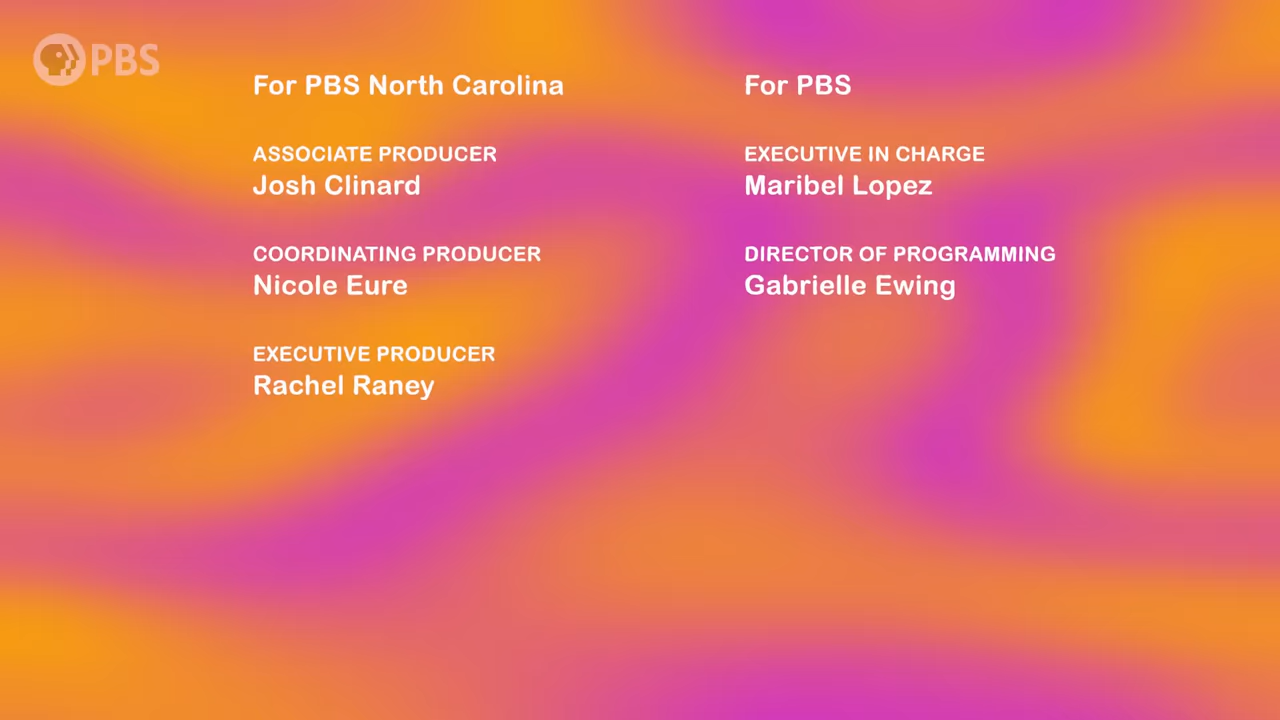 PBS
For PBS North Carolina
ASSOCIATE PRODUCER
Josh Clinard
COORDINATING PRODUCER
Nicole Eure
EXECUTIVE PRODUCER
Rachel Raney
For PBS
EXECUTIVE IN CHARGE
Maribel Lopez
DIRECTOR OF PROGRAMMING
Gabrielle Ewing